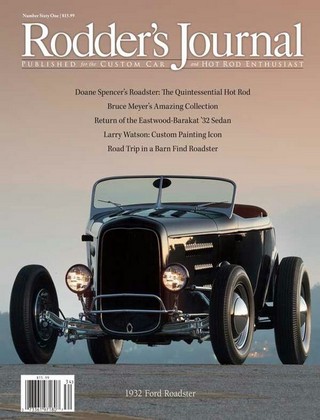 Number Sixty One | $15.99
Rodder's Journal
PUBLISHED for the CUSTOM CAR and HOT ROD ENTHUSIAST
Doane Spencer's Roadster: The Quintessential Hot Rod
Bruce Meyer's Amazing Collection
Return of the Eastwood-Barakat '32 Sedan
Larry Watson: Custom Painting Icon
Road Trip in a Barn Find Roadster
1932 Ford Roadster